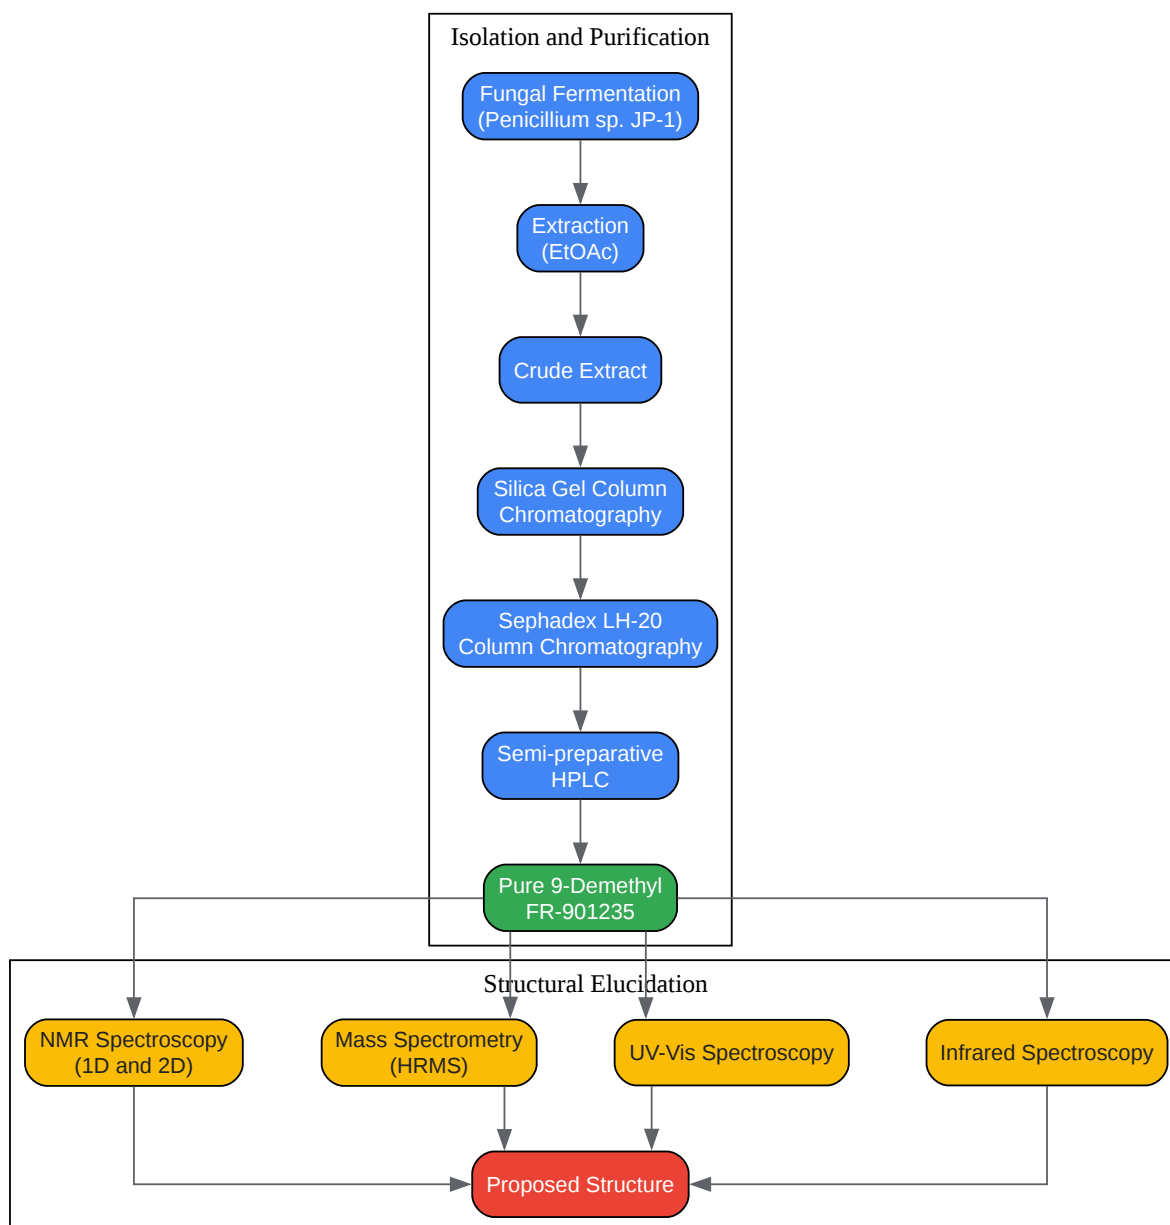 Isolation and Purification
Fungal Fermentation
(Penicillium sp. JP-1)
Extraction
(EtOAc)
Crude Extract
Silica Gel Column
Chromatography
Sephadex LH-20
Column Chromatography
Semi-preparative
HPLC
Pure 9-Demethyl
FR-901235
Structural Elucidation
NMR Spectroscopy
(1D and 2D)
Mass Spectrometry
(HRMS)
UV-Vis Spectroscopy
Infrared Spectroscopy
Proposed Structure